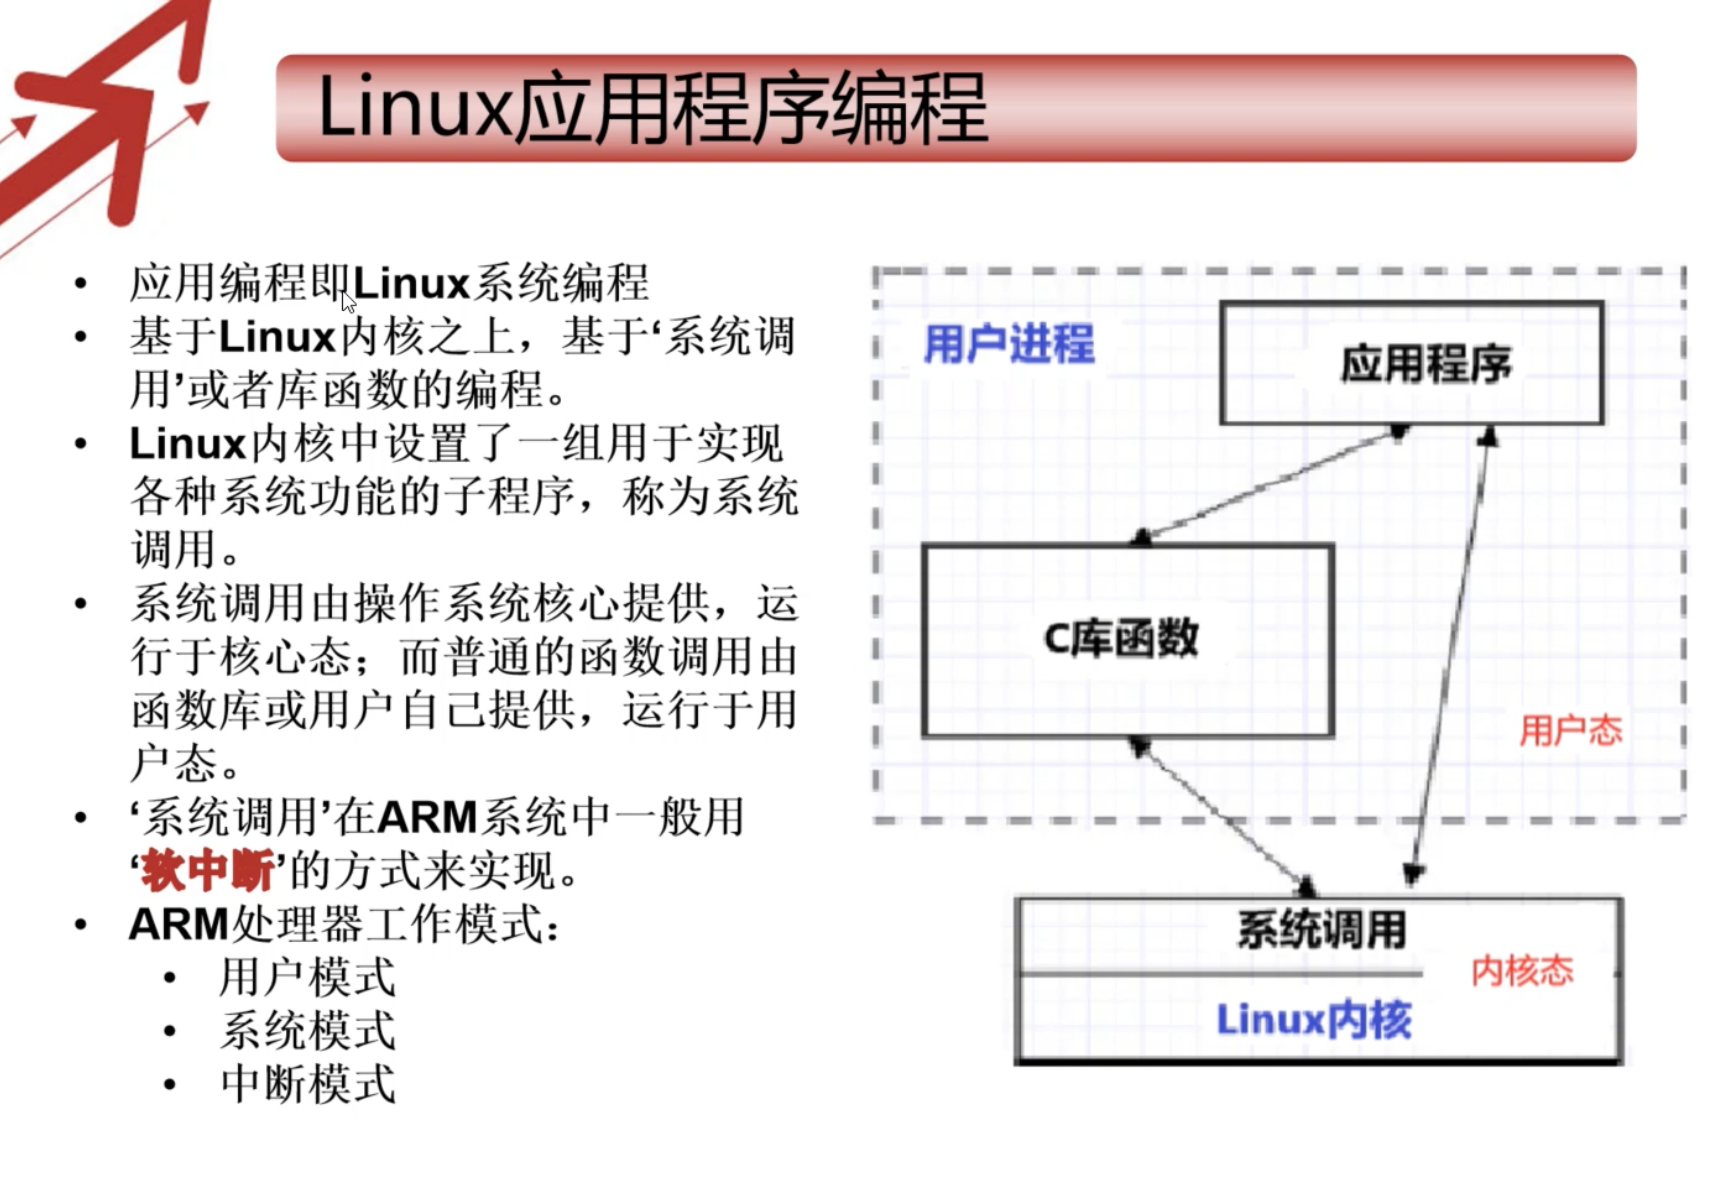 Linux应用程序编程
• 应用编程即Linux系统编程
• 基于Linux内核之上，基于‘系统调
用’或者库函数的编程。
• Linux内核中设置了一组用于实现
各种系统功能的子程序，称为系统
调用。
• 系统调用由操作系统核心提供，运
行于核心态；而普通的函数调用由
函数库或用户自己提供，运行于用
户态。
• ‘系统调用’在ARM系统中一般用
‘软中断’的方式来实现。
• ARM处理器工作模式：
• 用户模式
• 系统模式
• 中断模式
用户进程
应用程序
C库函数
用户态
系统调用
内核态
Linux内核